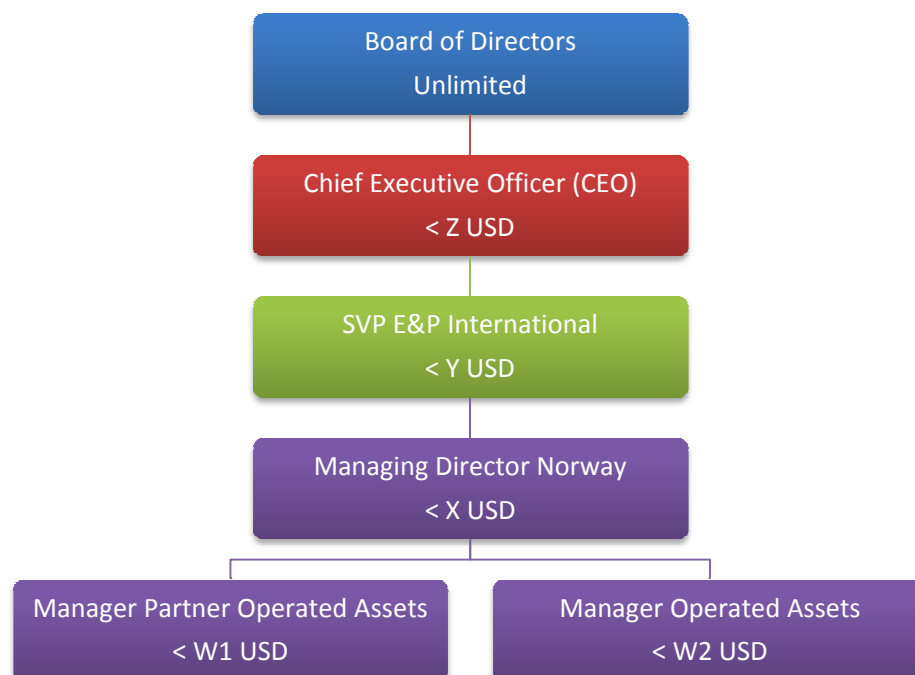 Board of Directors
Unlimited
Chief Executive Officer (CEO)
< Z USD
SVP E&P International
< Y USD
Managing Director Norway
< X USD
Manager Partner Operated Assets
< W1 USD
Manager Operated Assets
< W2 USD